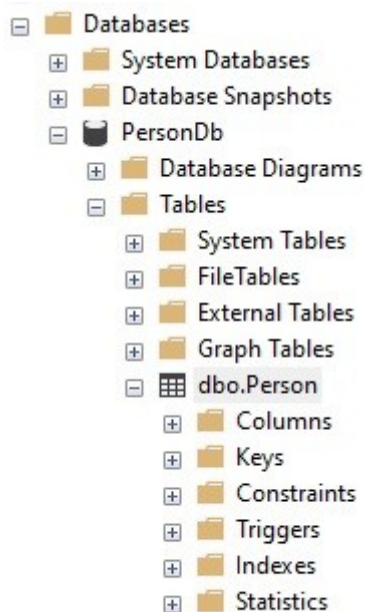 Databases
System Databases
Database Snapshots
PersonDb
Database Diagrams
Tables
System Tables
FileTables
External Tables
Graph Tables
dbo.Person
Columns
Keys
Constraints
Triggers
Indexes
Statistics